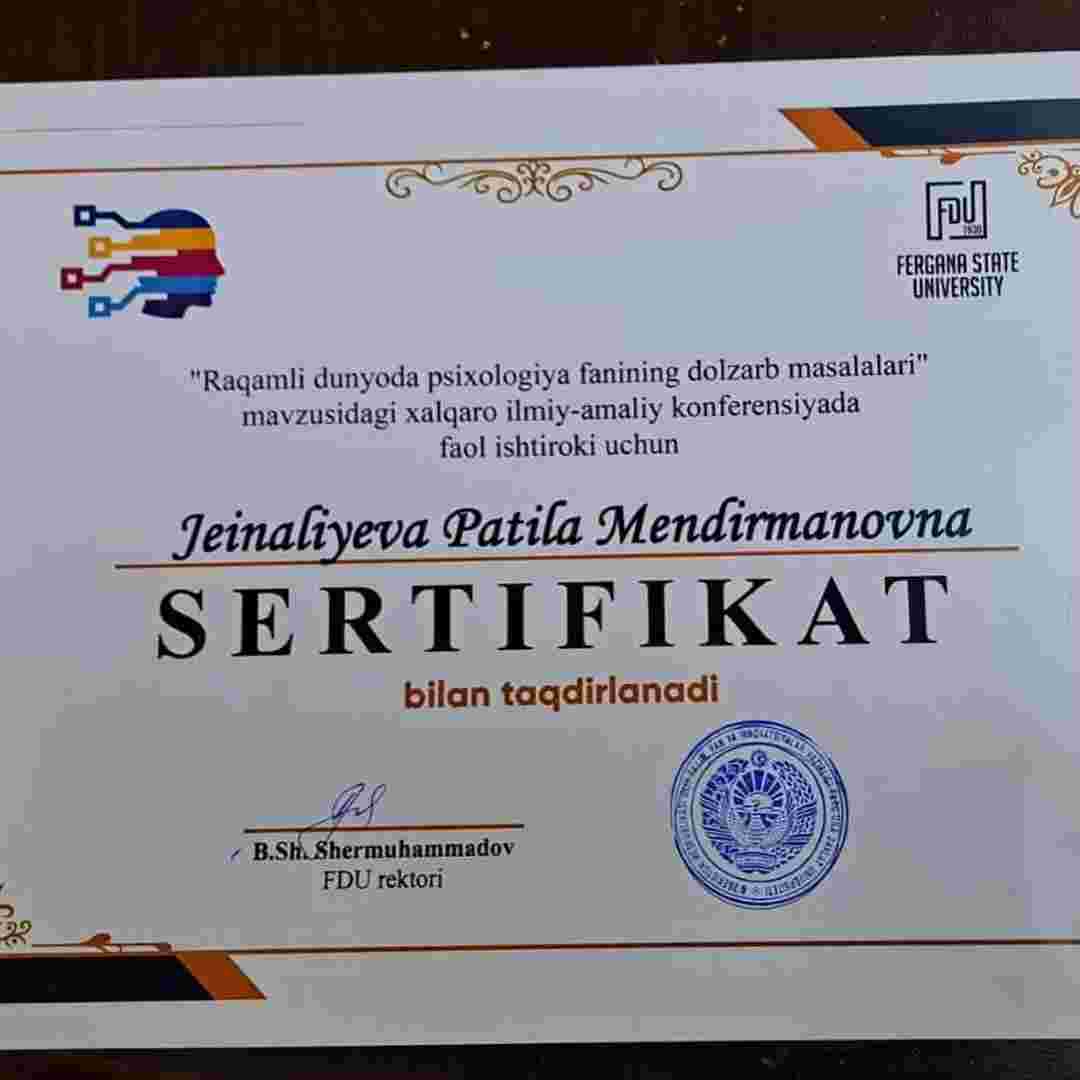 FDU
1930
FERGANA STATE
UNIVERSITY
"Raqamli dunyoda psixologiya fanining dolzarb masalalari"
mavzusidagi xalqaro ilmiy-amaliy konferensiyada
faol ishtiroki uchun
Jeinaliyeva Patila Mendirmanovna
SERTIFIKAT
bilan taqdirlanadi
B.Sh. Shermuhammadov
FDU rektori